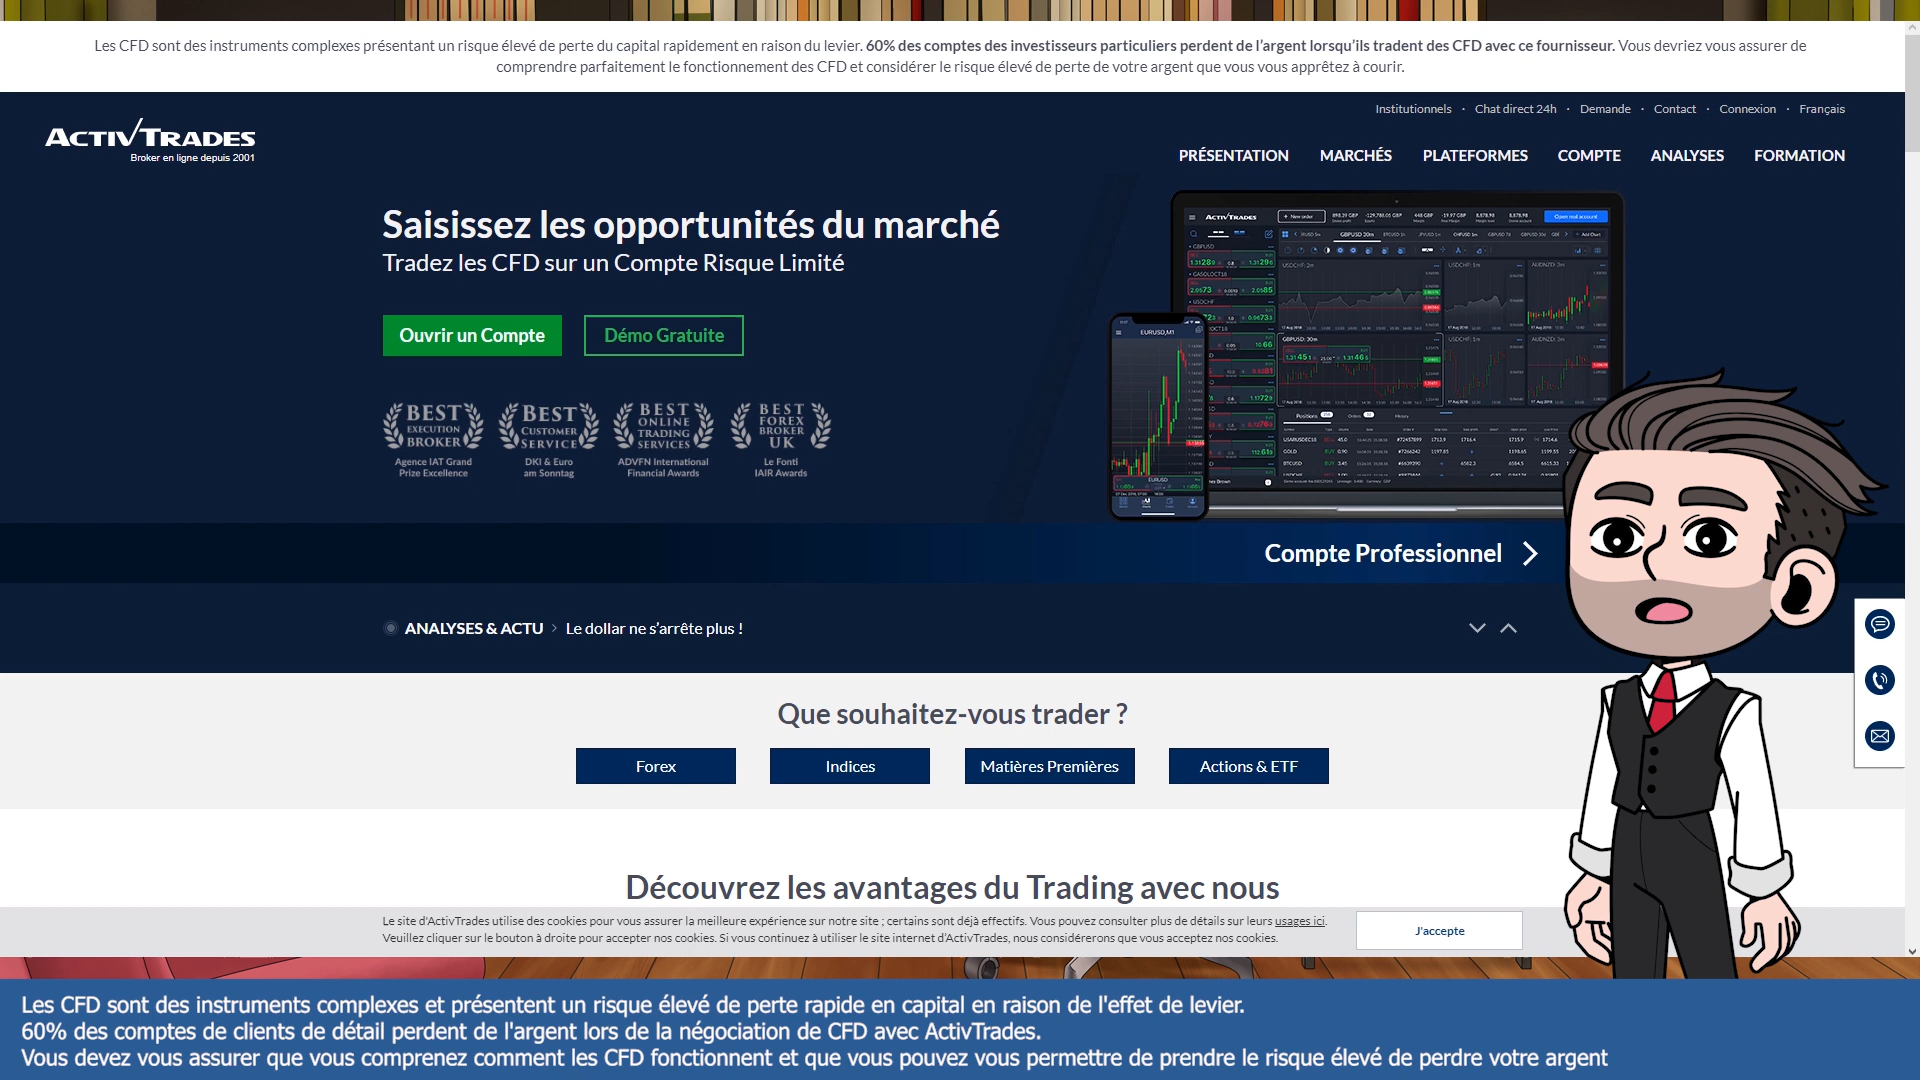 Les CFD sont des instruments complexes présentant un risque élevé de perte du capital rapidement en raison du levier. 60% des comptes des investisseurs particuliers perdent de l'argent lorsqu'ils tradent des CFD avec ce fournisseur. Vous devriez vous assurer de
comprendre parfaitement le fonctionnement des CFD et considérer le risque élevé de perte de votre argent que vous vous apprêtez à courir.
Institutionnels · Chat direct 24h · Demande · Contact · Connexion · Français
ACTIVTRADES
Broker en ligne depuis 2001
PRÉSENTATION MARCHÉS PLATEFORMES COMPTE ANALYSES FORMATION
Saisissez les opportunités du marché
Tradez les CFD sur un Compte Risque Limité
Ouvrir un Compte
Démo Gratuite
BEST EXECUTION BROKER
Agence IAT Grand
Prize Excellence
BEST CUSTOMER SERVICE
DKI & Euro
am Sonntag
BEST ONLINE TRADING SERVICES
ADVFN International
Financial Awards
BEST FOREX BROKER UK
Le Fonti
IAIR Awards
ACTIVTRADES
+ New order
Open real account
GBPUSD 30m
EURUSD,M1
Positions
Orders
History
Compte Professionnel
ANALYSES & ACTU > Le dollar ne s'arrête plus !
Que souhaitez-vous trader ?
Forex
Indices
Matières Premières
Actions & ETF
Découvrez les avantages du Trading avec nous
Le site d'ActivTrades utilise des cookies pour vous assurer la meilleure expérience sur notre site ; certains sont déjà effectifs. Vous pouvez consulter plus de détails sur leurs usages ici.
Veuillez cliquer sur le bouton à droite pour accepter nos cookies. Si vous continuez à utiliser le site internet d'ActivTrades, nous considérerons que vous acceptez nos cookies.
J'accepte
Les CFD sont des instruments complexes et présentent un risque élevé de perte rapide en capital en raison de l'effet de levier.
60% des comptes de clients de détail perdent de l'argent lors de la négociation de CFD avec ActivTrades.
Vous devez vous assurer que vous comprenez comment les CFD fonctionnent et que vous pouvez vous permettre de prendre le risque élevé de perdre votre argent